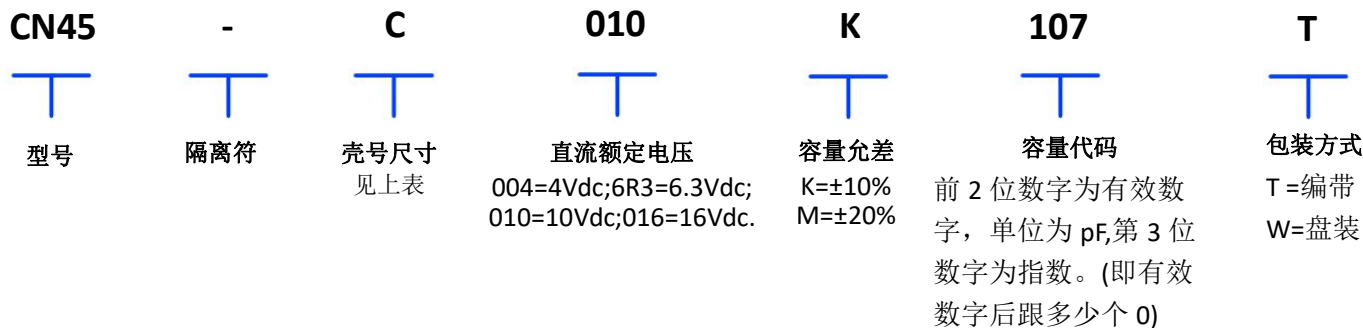 CN45 - C 010 K 107 T
型号 隔离符 壳号尺寸 直流额定电压 容量允差 容量代码 包装方式
见上表
004=4Vdc;6R3=6.3Vdc;
010=10Vdc;016=16Vdc.
K=±10%
M=±20%
前 2 位数字为有效数
字，单位为 pF,第 3 位
数字为指数。(即有效
数字后跟多少个 0)
T =编带
W=盘装